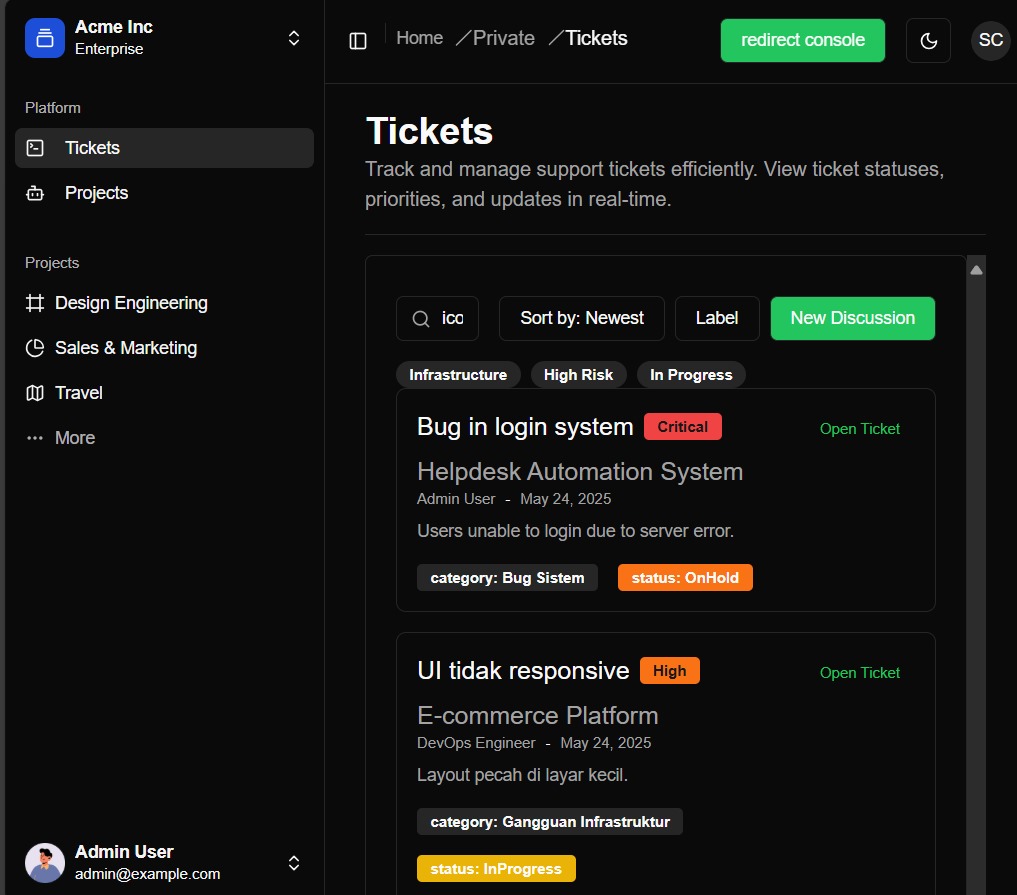 Acme Inc
Enterprise
Home / Private / Tickets
redirect console
SC
Platform
Tickets
Projects
Projects
Design Engineering
Sales & Marketing
Travel
More
Admin User
admin@example.com
Tickets
Track and manage support tickets efficiently. View ticket statuses,
priorities, and updates in real-time.
ico
Sort by: Newest
Label
New Discussion
Infrastructure
High Risk
In Progress
Bug in login system
Critical
Open Ticket
Helpdesk Automation System
Admin User - May 24, 2025
Users unable to login due to server error.
category: Bug Sistem
status: OnHold
UI tidak responsive
High
Open Ticket
E-commerce Platform
DevOps Engineer - May 24, 2025
Layout pecah di layar kecil.
category: Gangguan Infrastruktur
status: InProgress